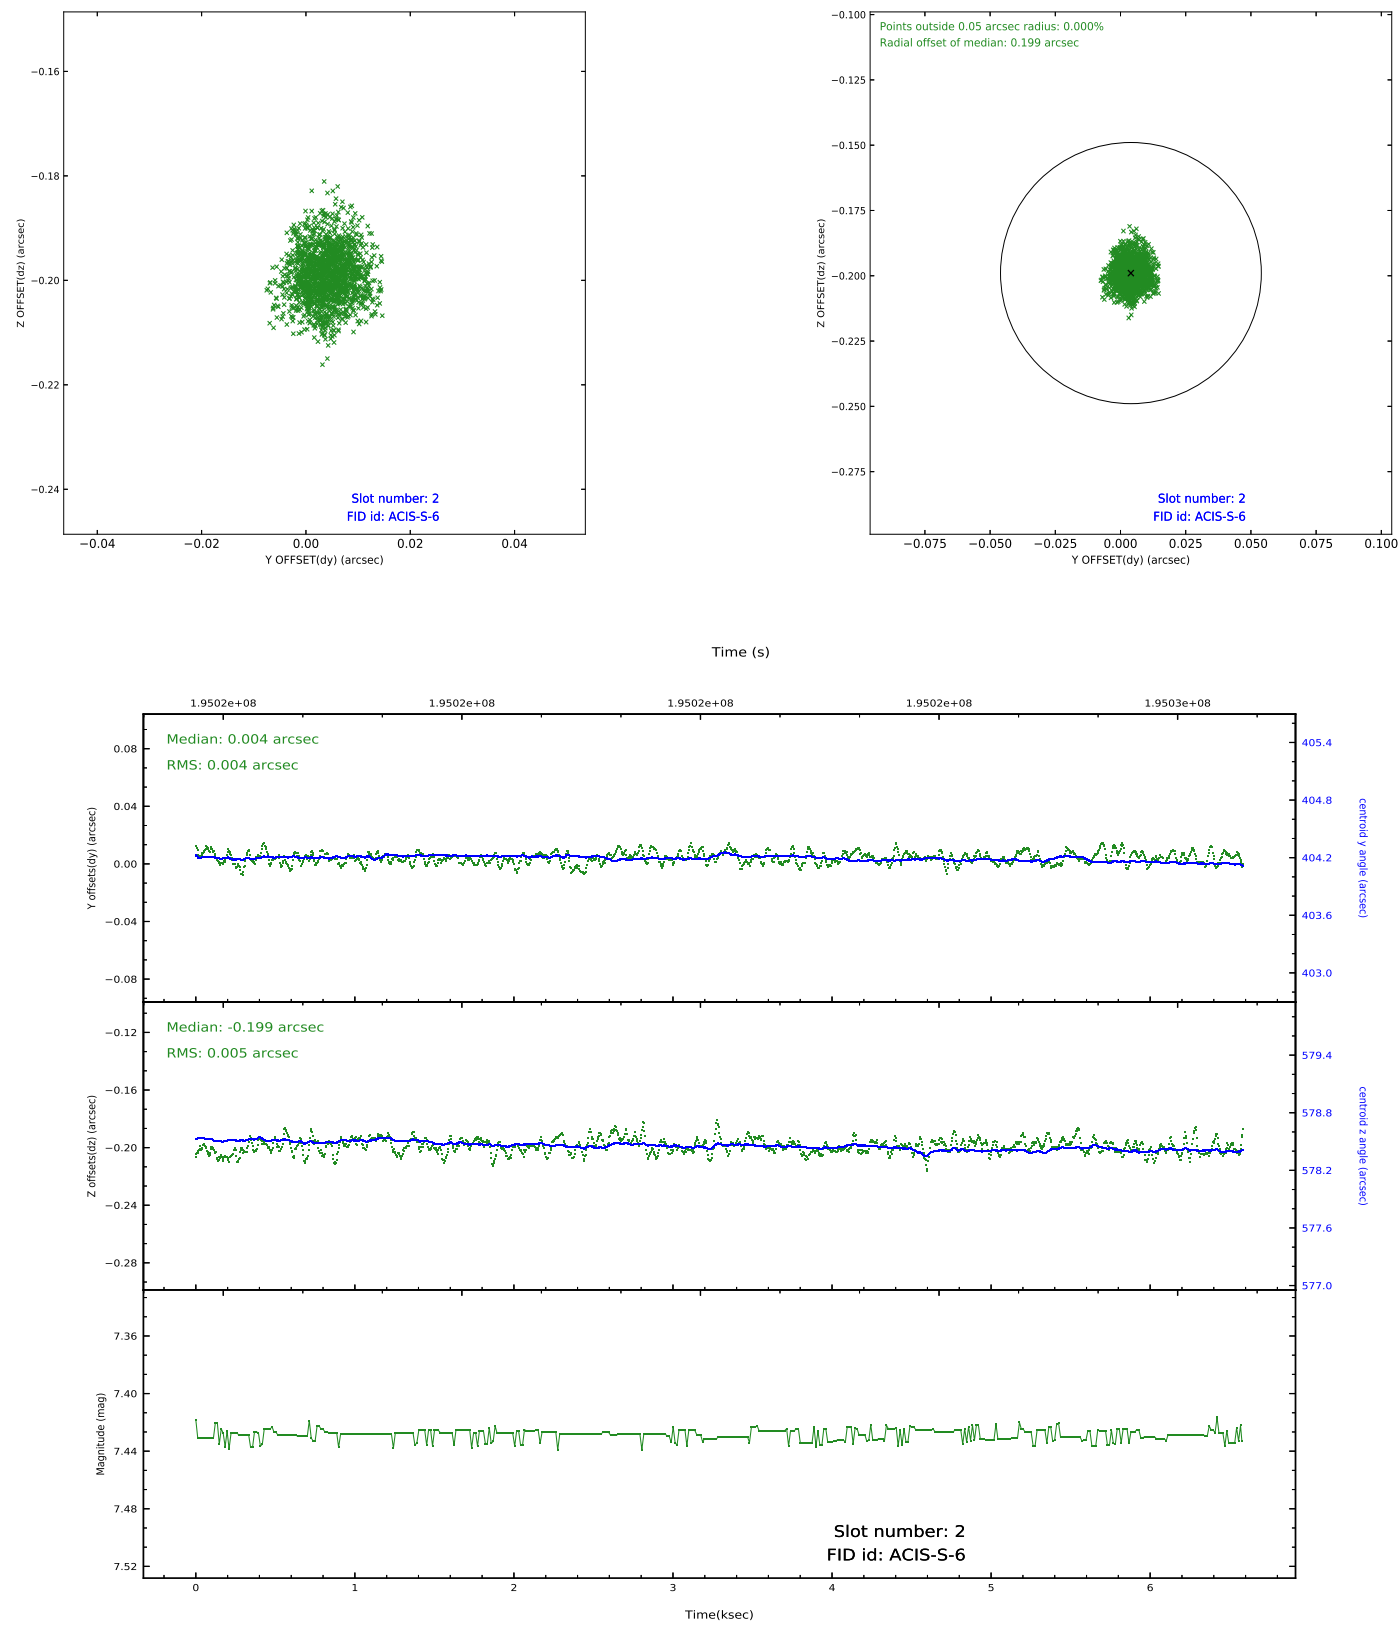 −0.16
−0.18
−0.20
−0.22
−0.24
Z OFFSET(dz) (arcsec)
Slot number: 2
FID id: ACIS-S-6
−0.04 −0.02 0.00 0.02 0.04
Y OFFSET(dy) (arcsec)
Points outside 0.05 arcsec radius: 0.000%
Radial offset of median: 0.199 arcsec
−0.100
−0.125
−0.150
−0.175
−0.200
−0.225
−0.250
−0.275
Z OFFSET(dz) (arcsec)
Slot number: 2
FID id: ACIS-S-6
−0.075 −0.050 −0.025 0.000 0.025 0.050 0.075 0.100
Y OFFSET(dy) (arcsec)
Time (s)
1.9502e+08 1.9502e+08 1.9502e+08 1.9502e+08 1.9503e+08
Median: 0.004 arcsec
RMS: 0.004 arcsec
0.08
0.04
0.00
−0.04
−0.08
Y offsets(dy) (arcsec)
405.4
404.8
404.2
403.6
403.0
centroid y angle (arcsec)
Median: -0.199 arcsec
RMS: 0.005 arcsec
−0.12
−0.16
−0.20
−0.24
−0.28
Z offsets(dz) (arcsec)
579.4
578.8
578.2
577.6
577.0
centroid z angle (arcsec)
7.36
7.40
7.44
7.48
7.52
Magnitude (mag)
Slot number: 2
FID id: ACIS-S-6
0 1 2 3 4 5 6
Time(ksec)